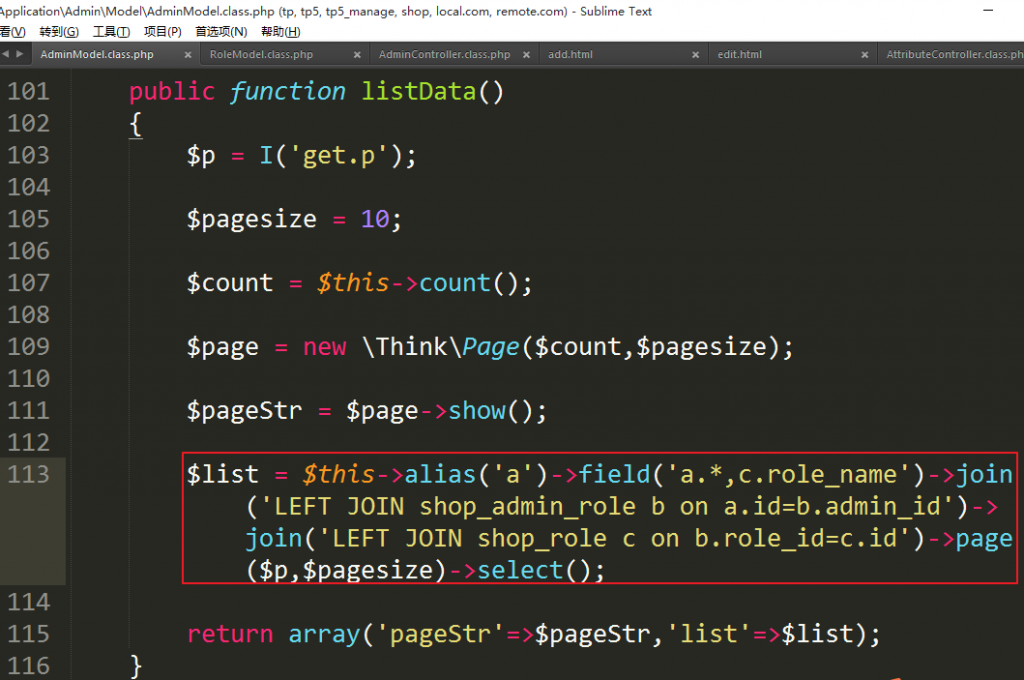 Application\Admin\Model\AdminModel.class.php (tp, tp5, tp5_manage, shop, local.com, remote.com) - Sublime Text
看(V) 转到(G) 工具(T) 项目(P) 首选项(N) 帮助(H)
AdminModel.class.php × RoleModel.class.php × AdminController.class.php × add.html × edit.html × AttributeController.class.ph
101 public function listData()
102 {
103 $p = I('get.p');
104
105 $pagesize = 10;
106
107 $count = $this->count();
108
109 $page = new \Think\Page($count,$pagesize);
110
111 $pageStr = $page->show();
112
113 $list = $this->alias('a')->field('a.*,c.role_name')->join
('LEFT JOIN shop_admin_role b on a.id=b.admin_id')->
join('LEFT JOIN shop_role c on b.role_id=c.id')->page
($p,$pagesize)->select();
114
115 return array('pageStr'=>$pageStr,'list'=>$list);
116 }